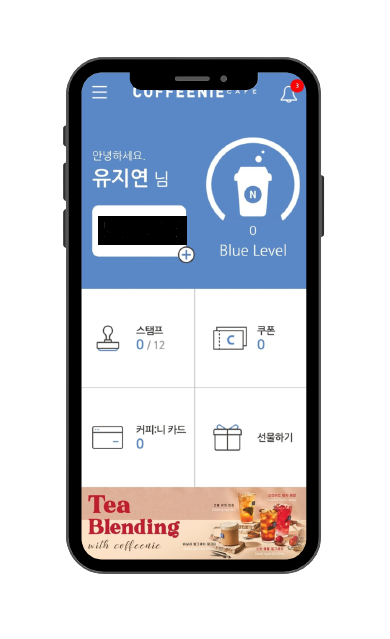 COFFEENIE CAFE
3
안녕하세요.
유지연 님
N
0
Blue Level
스탬프
0 / 12
C
쿠폰
0
커피:니 카드
0
선물하기
Tea
Blending
with coffeenie